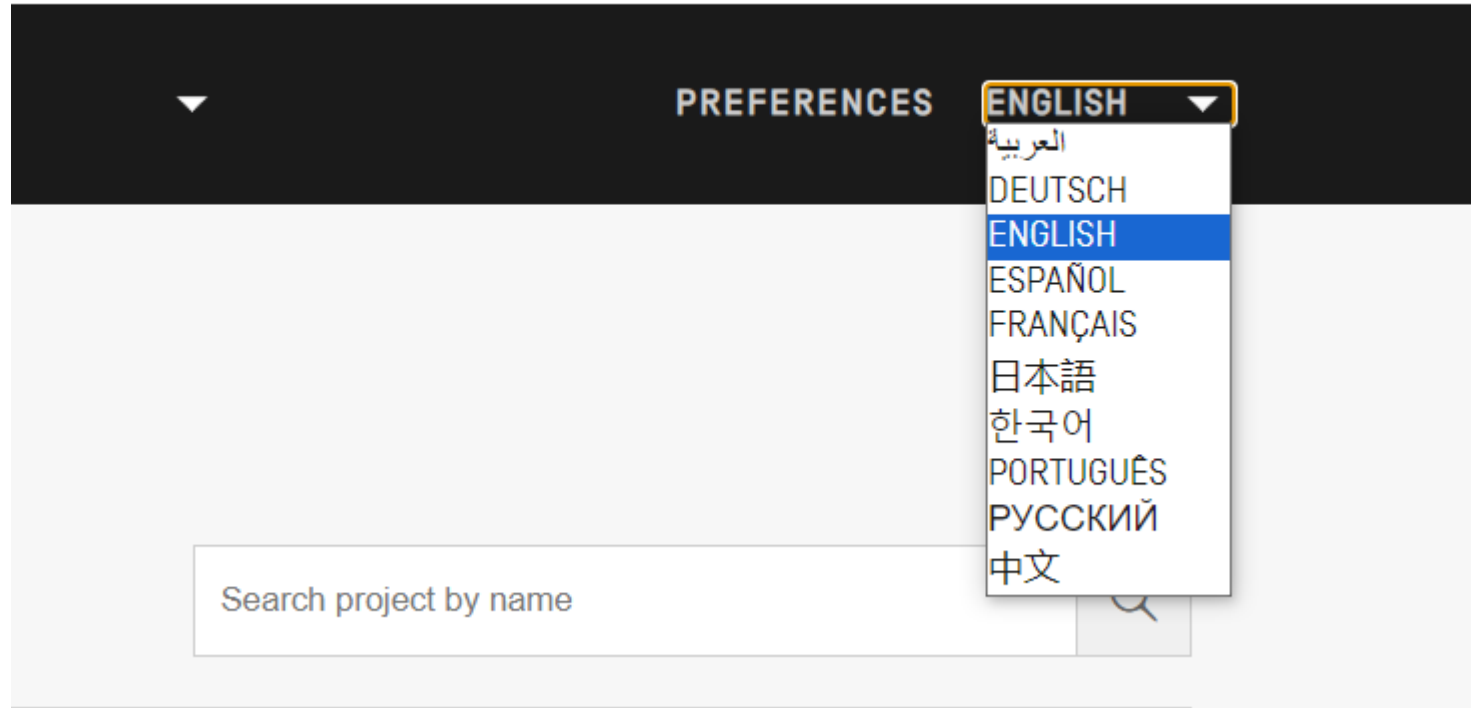 PREFERENCES ENGLISH
العربية
DEUTSCH
ENGLISH
ESPAÑOL
FRANÇAIS
日本語
한국어
PORTUGUÊS
РУССКИЙ
中文
Search project by name